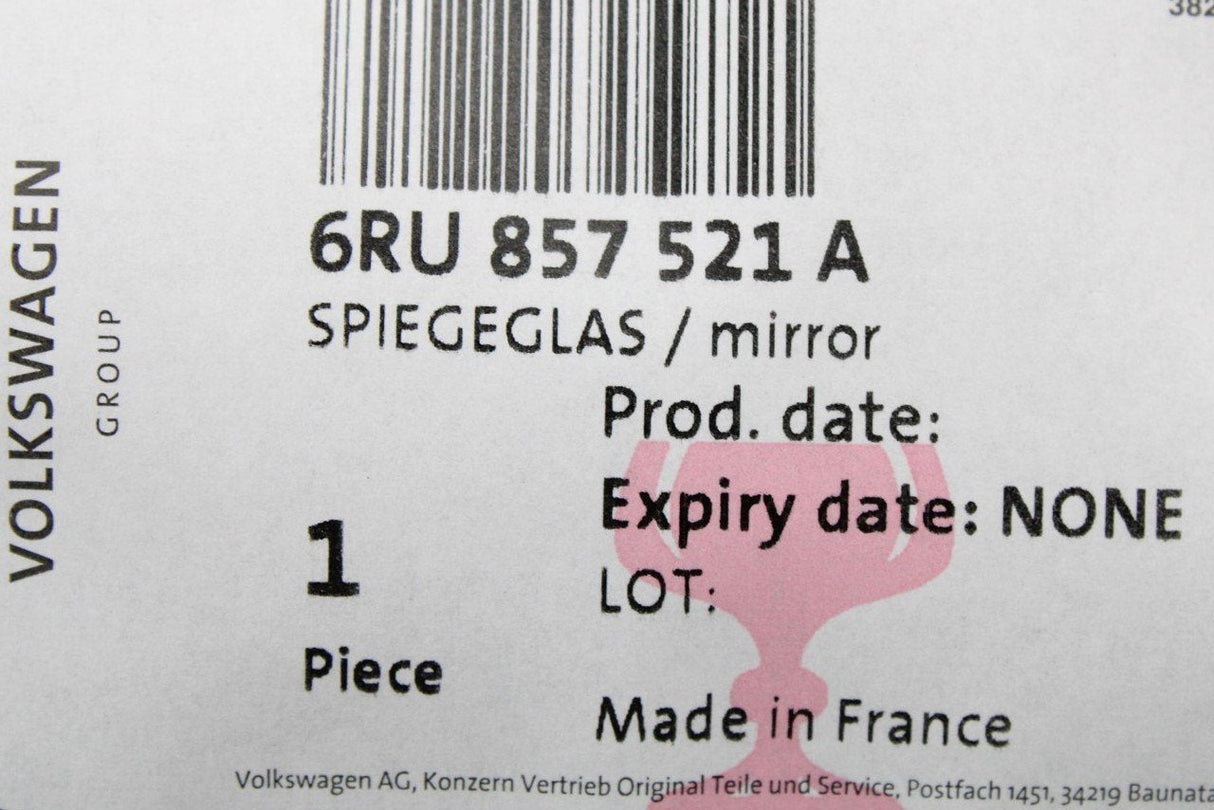 382
VOLKSWAGEN
GROUP
6RU 857 521 A
SPIEGEGLAS / mirror
Prod. date:
Expiry date: NONE
1
LOT:
Piece
Made in France
Volkswagen AG, Konzern Vertrieb Original Teile und Service, Postfach 1451, 34219 Baunata